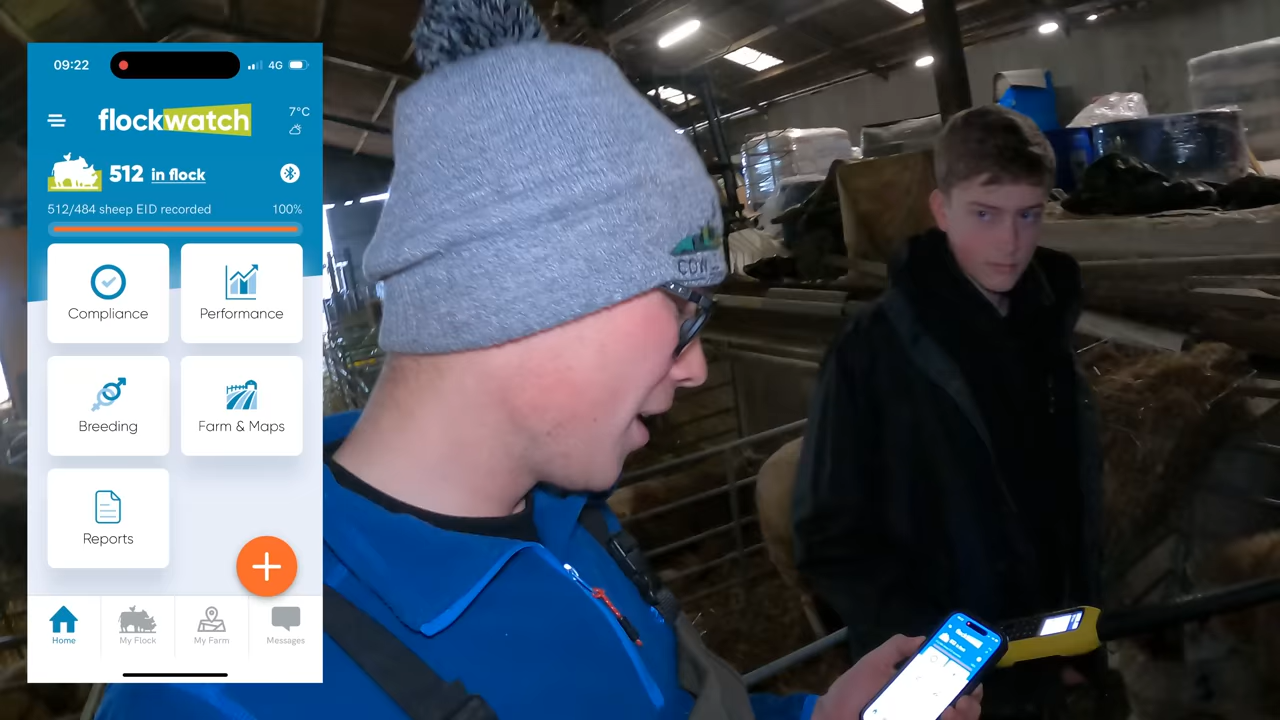 09:22
4G
flockwatch
7°C
512 in flock
512/484 sheep EID recorded 100%
Compliance
Performance
Breeding
Farm & Maps
Reports
Home
My Flock
My Farm
Messages
COW